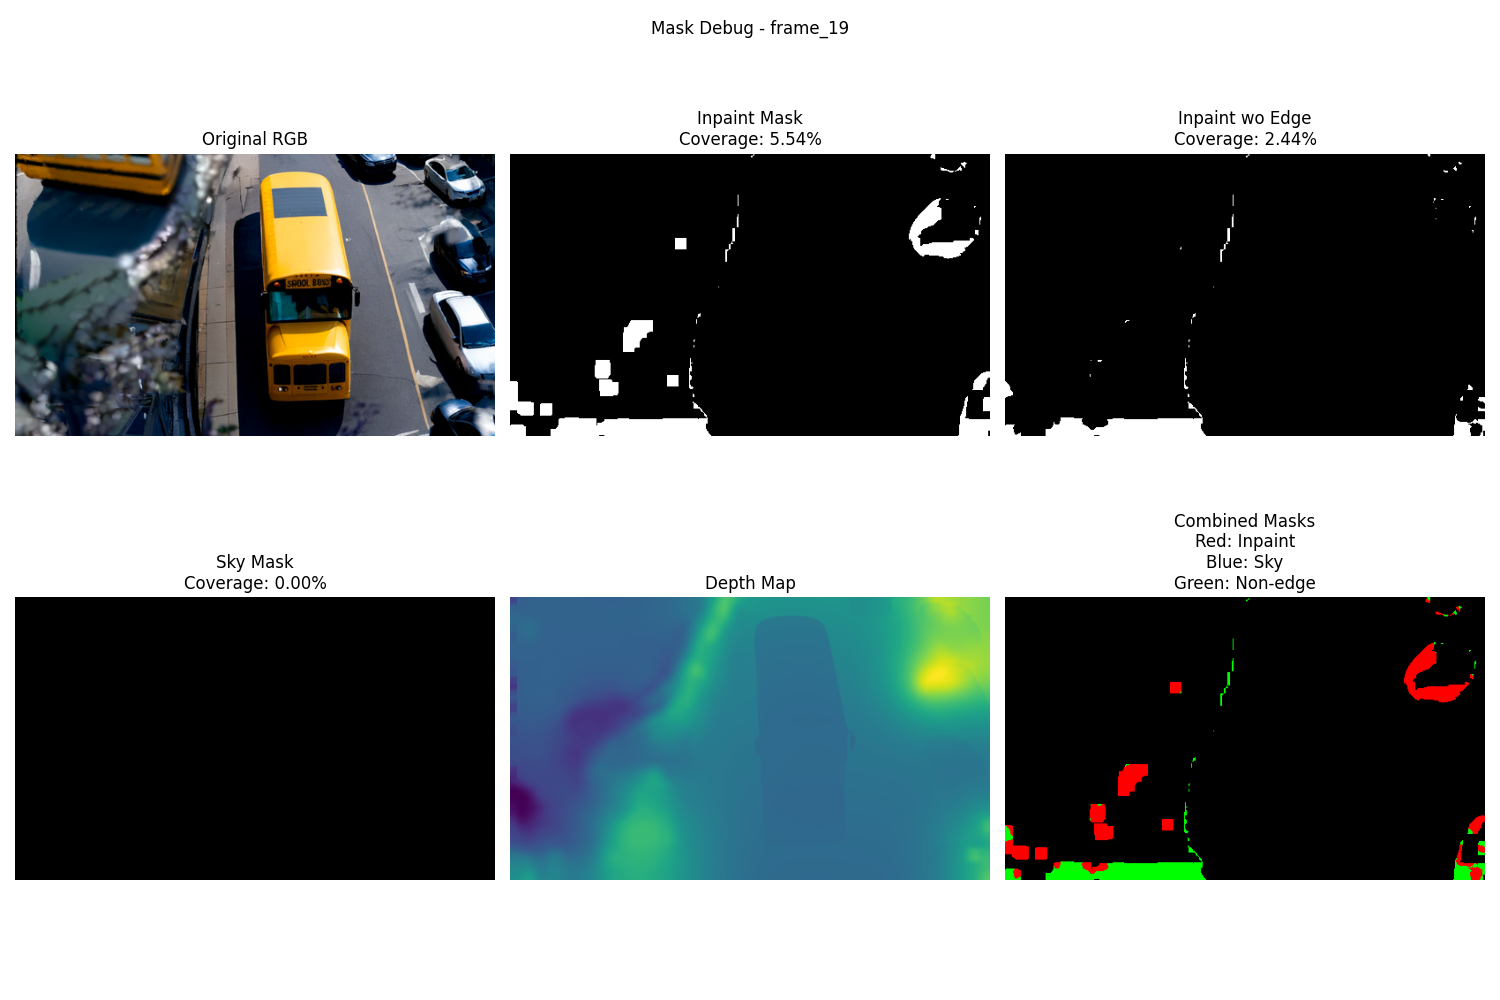 Mask Debug - frame_19
Original RGB
Inpaint Mask
Coverage: 5.54%
Inpaint wo Edge
Coverage: 2.44%
Sky Mask
Coverage: 0.00%
Depth Map
Combined Masks
Red: Inpaint
Blue: Sky
Green: Non-edge